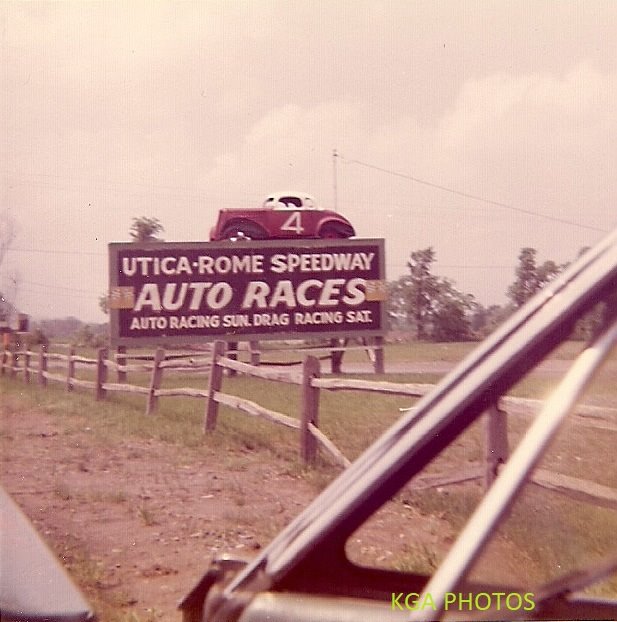 4
UTICA-ROME SPEEDWAY
AUTO RACES
AUTO RACING SUN. DRAG RACING SAT.
KGA PHOTOS